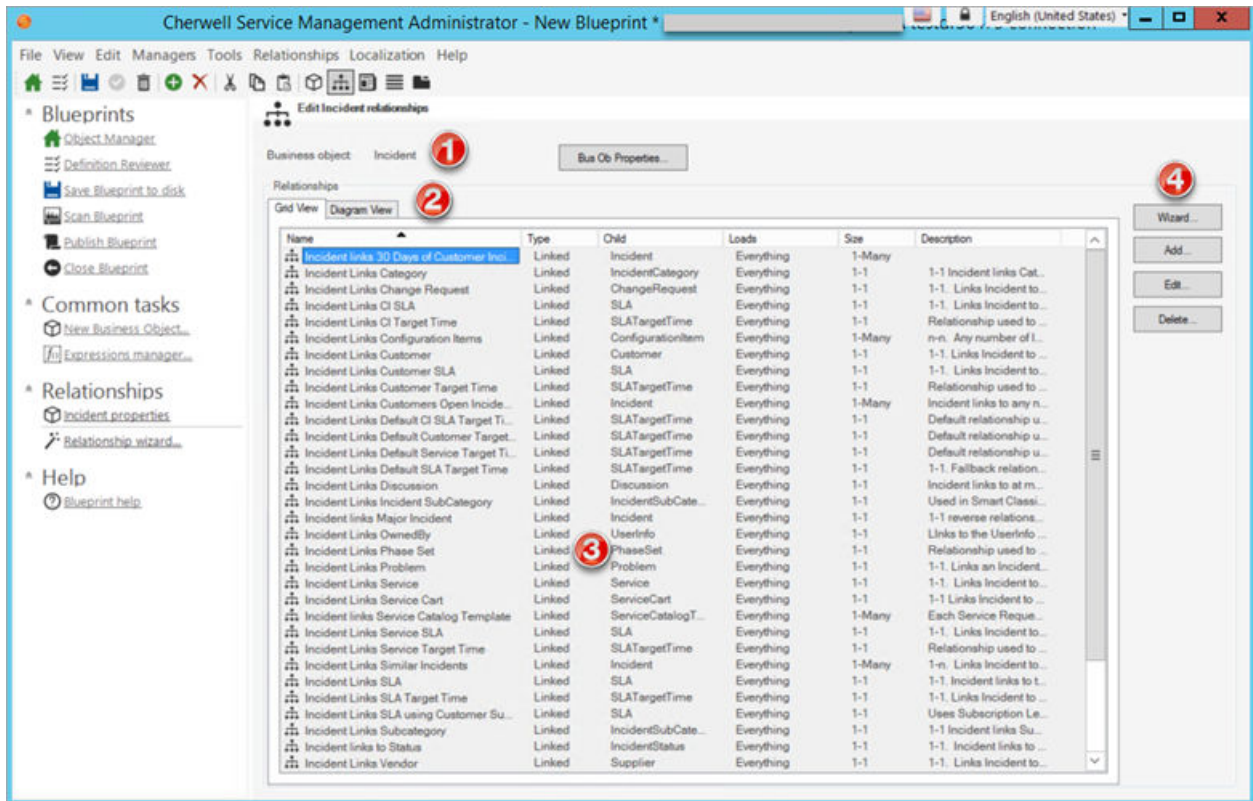 Cherwell Service Management Administrator - New Blueprint *
English (United States)
File View Edit Managers Tools Relationships Localization Help
Blueprints
Object Manager
Definition Reviewer
Save Blueprint to disk
Scan Blueprint
Publish Blueprint
Close Blueprint
Common tasks
New Business Object...
Expressions manager...
Relationships
Incident properties
Relationship wizard...
Help
Blueprint help
Edit Incident relationships
Business object Incident 1 Bus Ob Properties...
Relationships
Grid View Diagram View 2
Name Type Child Loads Size Description
Incident links 30 Days of Customer Inci... Linked Incident Everything 1-Many
Incident Links Category Linked IncidentCategory Everything 1-1 1-1 Incident links Cat...
Incident Links Change Request Linked ChangeRequest Everything 1-1 1-1. Links Incident to...
Incident Links CI SLA Linked SLA Everything 1-1 1-1. Links Incident to...
Incident Links CI Target Time Linked SLATargetTime Everything 1-1 Relationship used to ...
Incident Links Configuration Items Linked ConfigurationItem Everything 1-Many n-n. Any number of I...
Incident Links Customer Linked Customer Everything 1-1 1-1. Links Incident to ...
Incident Links Customer SLA Linked SLA Everything 1-1 1-1. Links Incident to...
Incident Links Customer Target Time Linked SLATargetTime Everything 1-1 Relationship used to ...
Incident Links Customers Open Incide... Linked Incident Everything 1-Many Incident links to any n...
Incident Links Default CI SLA Target Ti... Linked SLATargetTime Everything 1-1 Default relationship u...
Incident Links Default Customer Target... Linked SLATargetTime Everything 1-1 Default relationship u...
Incident Links Default Service Target Ti... Linked SLATargetTime Everything 1-1 Default relationship u...
Incident Links Default SLA Target Time Linked SLATargetTime Everything 1-1 1-1. Fallback relation...
Incident Links Discussion Linked Discussion Everything 1-1 Incident links to at m...
Incident Links Incident SubCategory Linked IncidentSubCate... Everything 1-1 Used in Smart Classi...
Incident links Major Incident Linked Incident Everything 1-1 1-1 reverse relations...
Incident Links OwnedBy Linked UserInfo Everything 1-1 LInks to the UserInfo ...
Incident Links Phase Set Linked 3 PhaseSet Everything 1-1 Relationship used to ...
Incident Links Problem Linked Problem Everything 1-1 1-1. Links an Incident...
Incident Links Service Linked Service Everything 1-1 1-1. Links Incident to...
Incident Links Service Cart Linked ServiceCart Everything 1-1 1-1 Links Incident to ...
Incident links Service Catalog Template Linked ServiceCatalogT... Everything 1-Many Each Service Reque...
Incident Links Service SLA Linked SLA Everything 1-1 1-1. Links Incident to...
Incident Links Service Target Time Linked SLATargetTime Everything 1-1 Relationship used to ...
Incident Links Similar Incidents Linked Incident Everything 1-Many 1-n. Links Incident to...
Incident Links SLA Linked SLA Everything 1-1 1-1. Incident links to t...
Incident Links SLA Target Time Linked SLATargetTime Everything 1-1 1-1. Links Incident to ...
Incident Links SLA using Customer Su... Linked SLA Everything 1-1 Uses Subscription Le...
Incident Links Subcategory Linked IncidentSubCate... Everything 1-1 1-1 Incident links Su...
Incident links to Status Linked IncidentStatus Everything 1-1 1-1. Incident links to ...
Incident Links Vendor Linked Supplier Everything 1-1 1-1. Links Incident to...
4
Wizard...
Add...
Edit...
Delete...